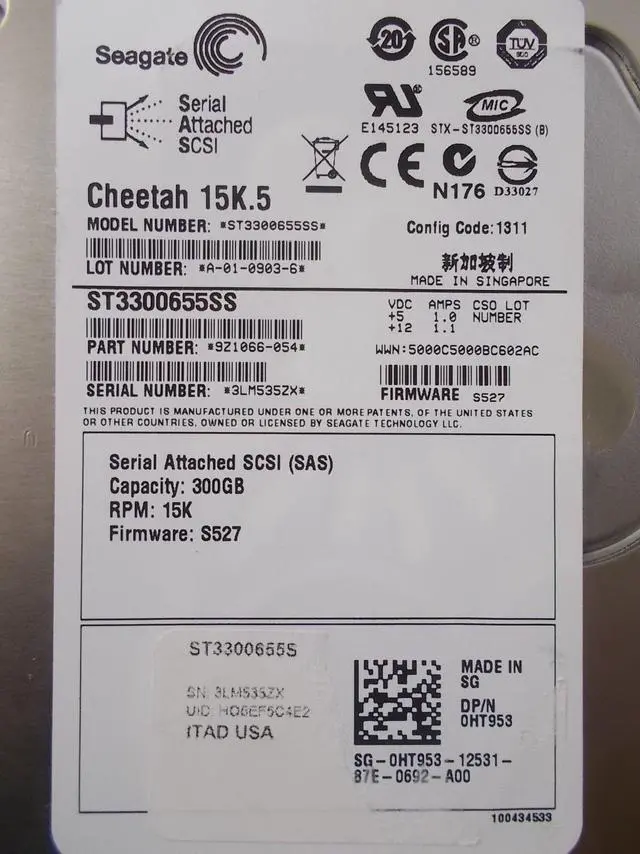 Seagate
20
SA®
TÜV
156589
Serial
Attached
SCSI
E145123
MIC
STX-ST3300655SS (B)
CE
N176
D33027
Cheetah 15K.5
MODEL NUMBER: *ST3300655SS*
Config Code:1311
LOT NUMBER: *A-01-0903-6*
新加坡制
MADE IN SINGAPORE
ST3300655SS
VDC AMPS CSO LOT
+5 1.0 NUMBER
+12 1.1
PART NUMBER: *9Z1066-054*
WWN:5000C5000BC602AC
SERIAL NUMBER: *3LM535ZX*
FIRMWARE S527
THIS PRODUCT IS MANUFACTURED UNDER ONE OR MORE PATENTS, OF THE UNITED STATES
OR OTHER COUNTRIES, OWNED OR LICENSED BY SEAGATE TECHNOLOGY LLC.
Serial Attached SCSI (SAS)
Capacity: 300GB
RPM: 15K
Firmware: S527
ST3300655S
SN: 3LM535ZX
UID: HO6EF5C4E2
ITAD USA
MADE IN
SG
DP/N
0HT953
SG-0HT953-12531-
87E-0692-A00
100434533